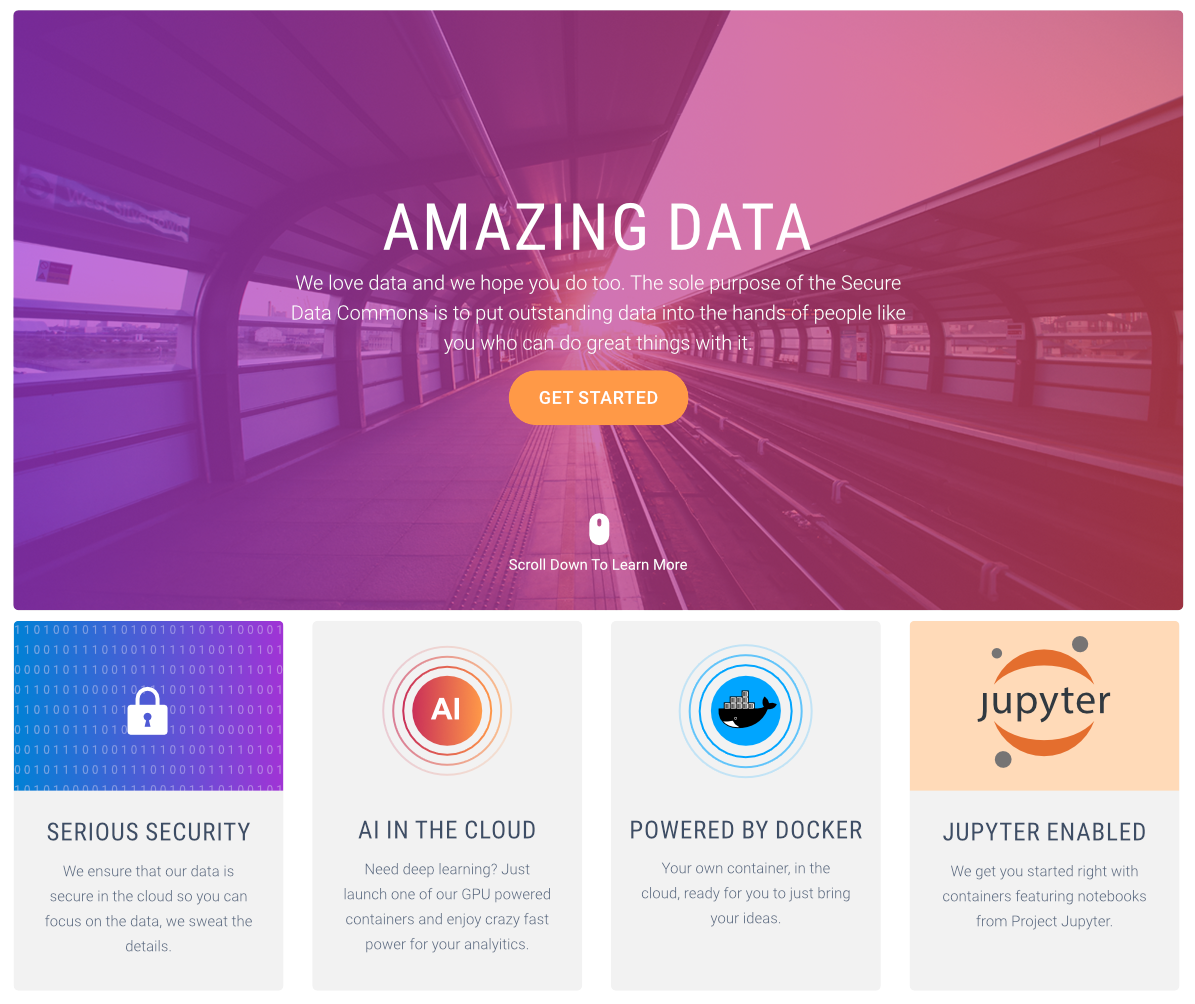 AMAZING DATA
We love data and we hope you do too. The sole purpose of the Secure
Data Commons is to put outstanding data into the hands of people like
you who can do great things with it.
GET STARTED
Scroll Down To Learn More
AI
jupyter
SERIOUS SECURITY
We ensure that our data is
secure in the cloud so you can
focus on the data, we sweat the
details.
AI IN THE CLOUD
Need deep learning? Just
launch one of our GPU powered
containers and enjoy crazy fast
power for your analyitics.
POWERED BY DOCKER
Your own container, in the
cloud, ready for you to just bring
your ideas.
JUPYTER ENABLED
We get you started right with
containers featuring notebooks
from Project Jupyter.